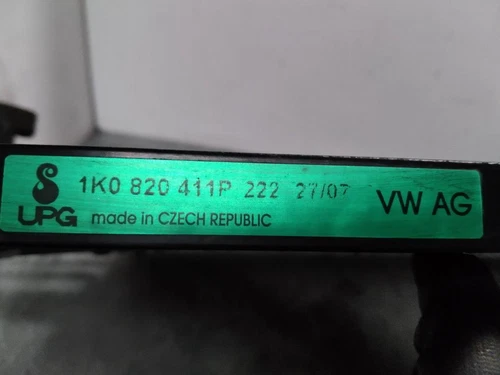 1K0 820 411P 222 27/07 VW AG
UPG made in CZECH REPUBLIC